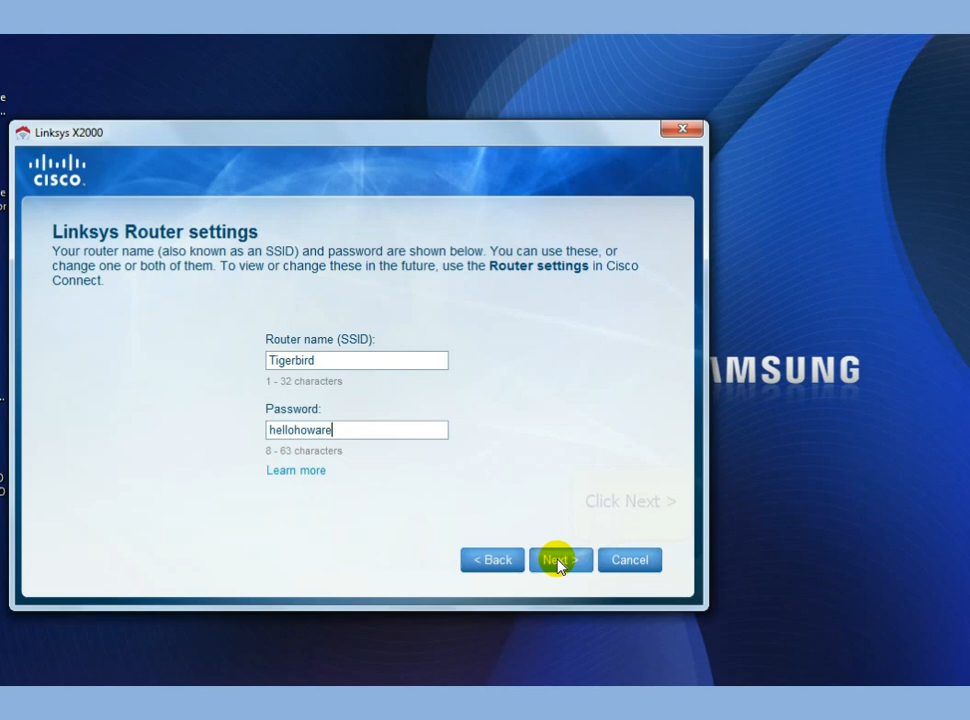 Linksys X2000
CISCO.
Linksys Router settings
Your router name (also known as an SSID) and password are shown below. You can use these, or
change one or both of them. To view or change these in the future, use the Router settings in Cisco
Connect.
Router name (SSID):
Tigerbird
1 - 32 characters
Password:
hellohoware
8 - 63 characters
Learn more
Click Next >
< Back
Next >
Cancel
AMSUNG